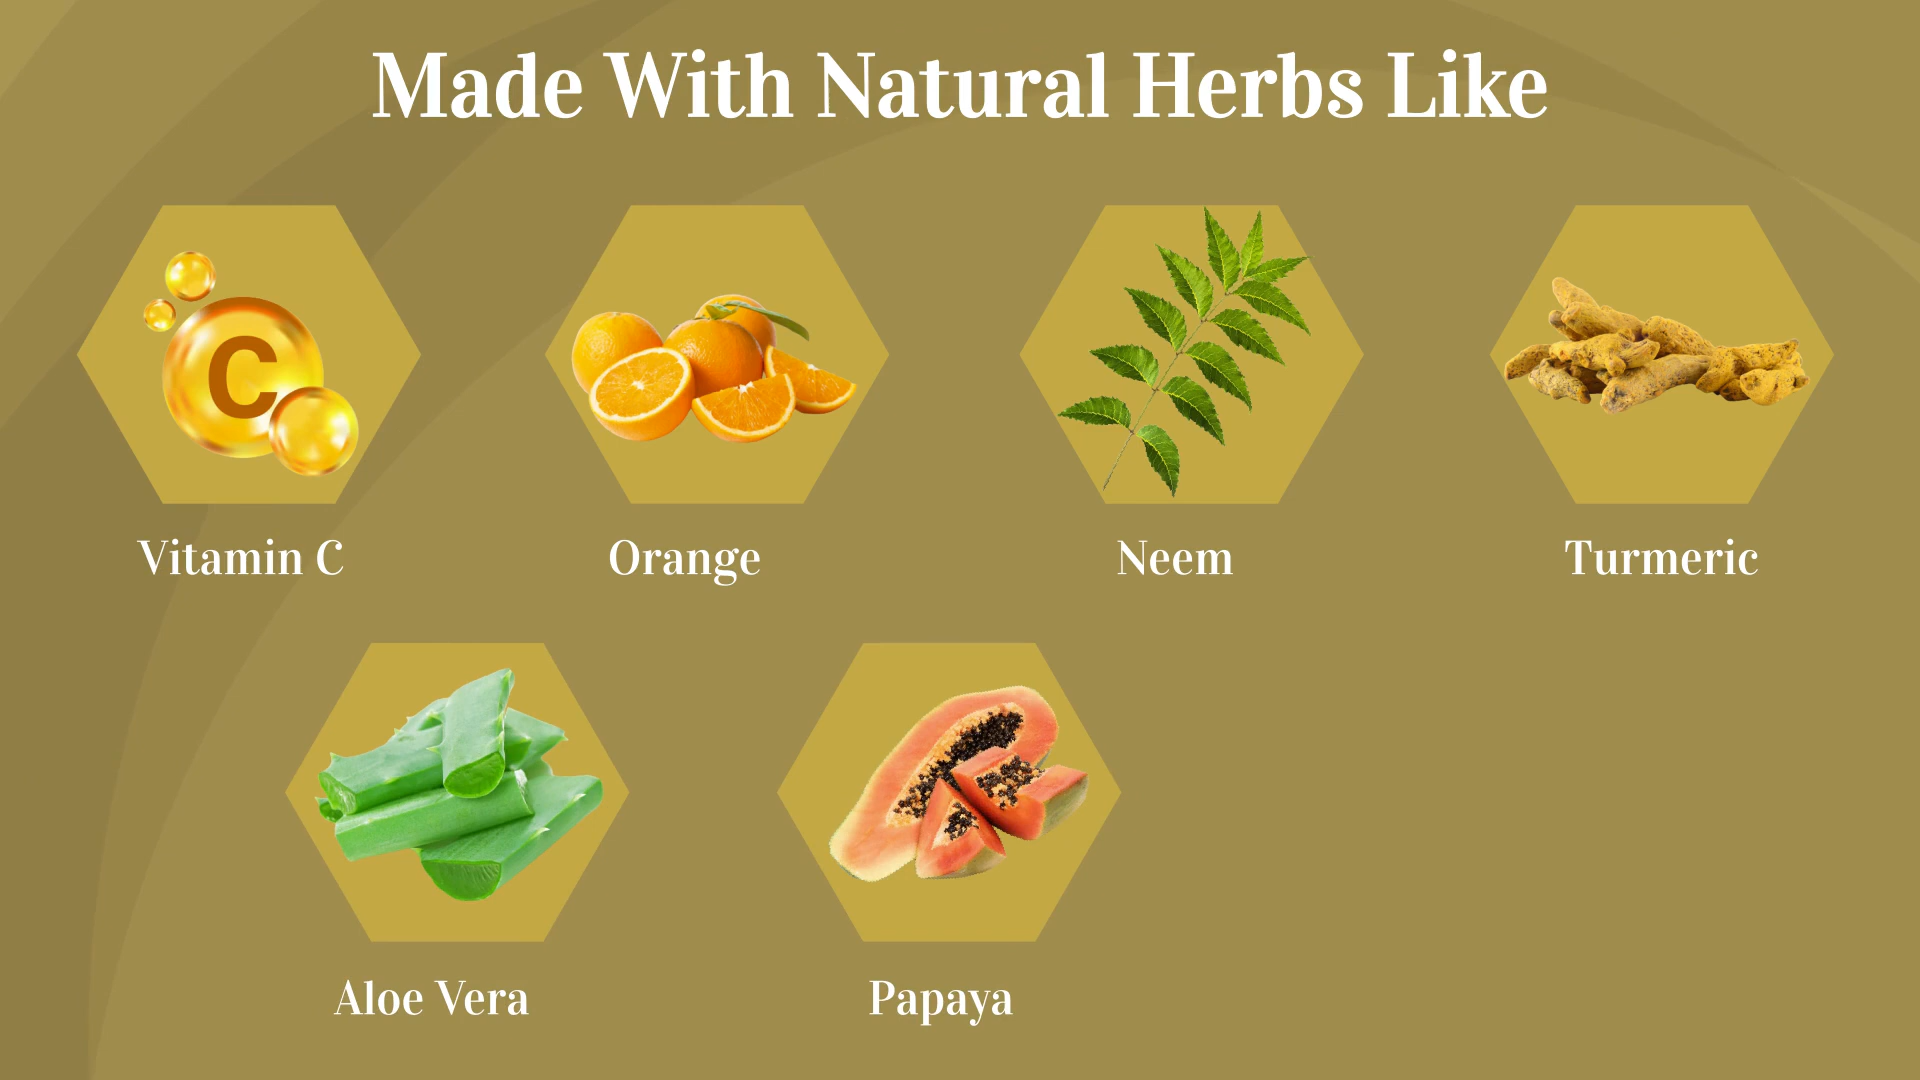 Made With Natural Herbs Like
C
Vitamin C
Orange
Neem
Turmeric
Aloe Vera
Papaya